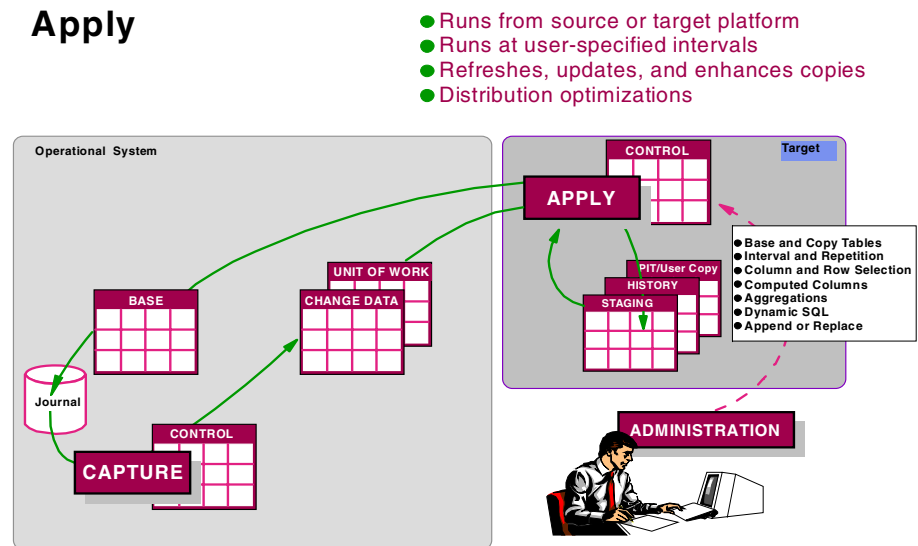 Apply
Runs from source or target platform
Runs at user-specified intervals
Refreshes, updates, and enhances copies
Distribution optimizations
Operational System
Target
CONTROL
APPLY
UNIT OF WORK
CHANGE DATA
BASE
PIT/User Copy
HISTORY
STAGING
Base and Copy Tables
Interval and Repetition
Column and Row Selection
Computed Columns
Aggregations
Dynamic SQL
Append or Replace
Journal
CONTROL
CAPTURE
ADMINISTRATION